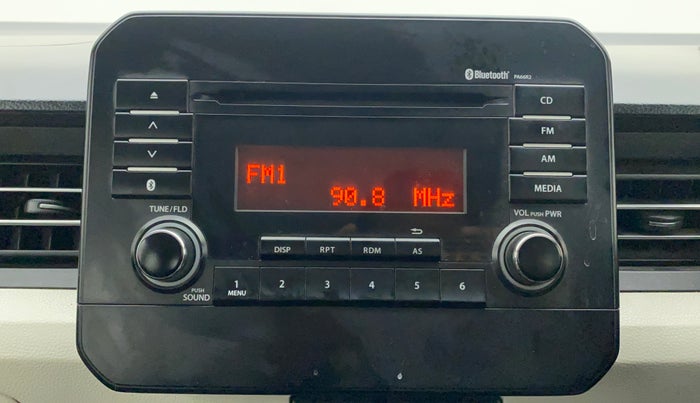 Bluetooth PA66R2
CD
FM
AM
MEDIA
FM1
90.8 MHz
TUNE/FLD
VOL PUSH PWR
DISP RPT RDM AS
PUSH SOUND
1 2 3 4 5 6
MENU